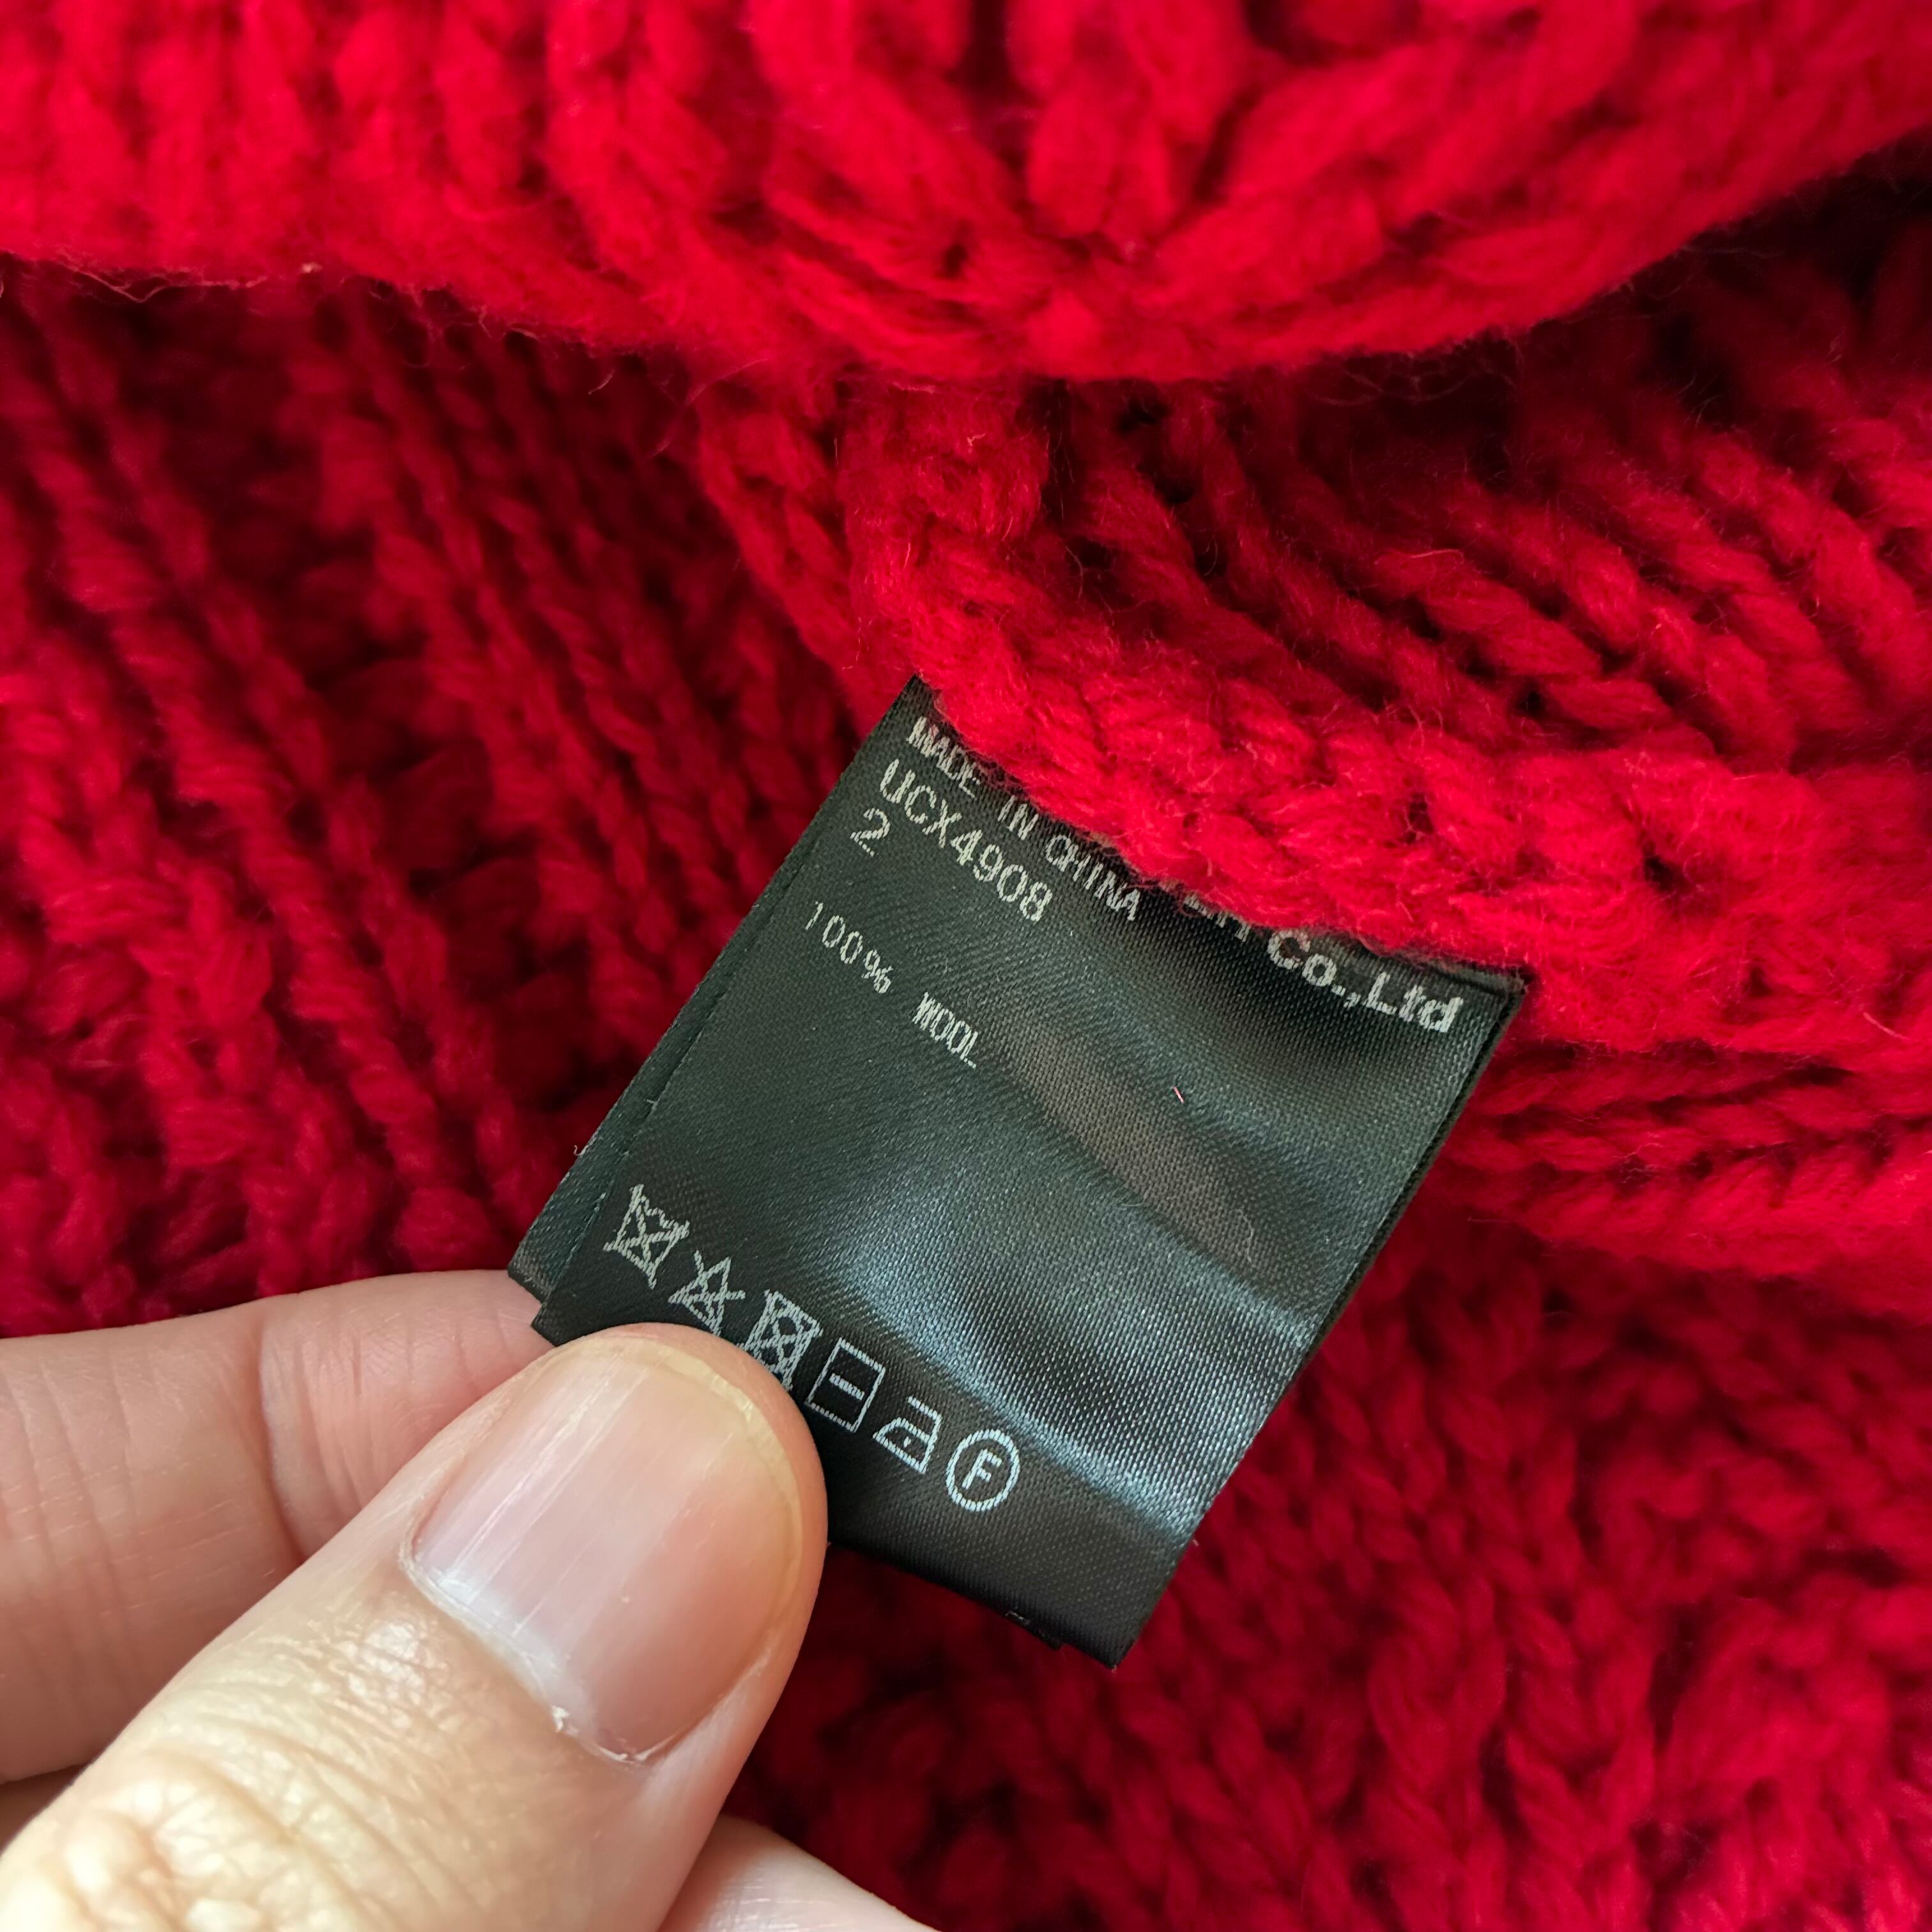 Co.,Ltd
MADE IN CHINA
UCX4908
2
100% WOOL
F